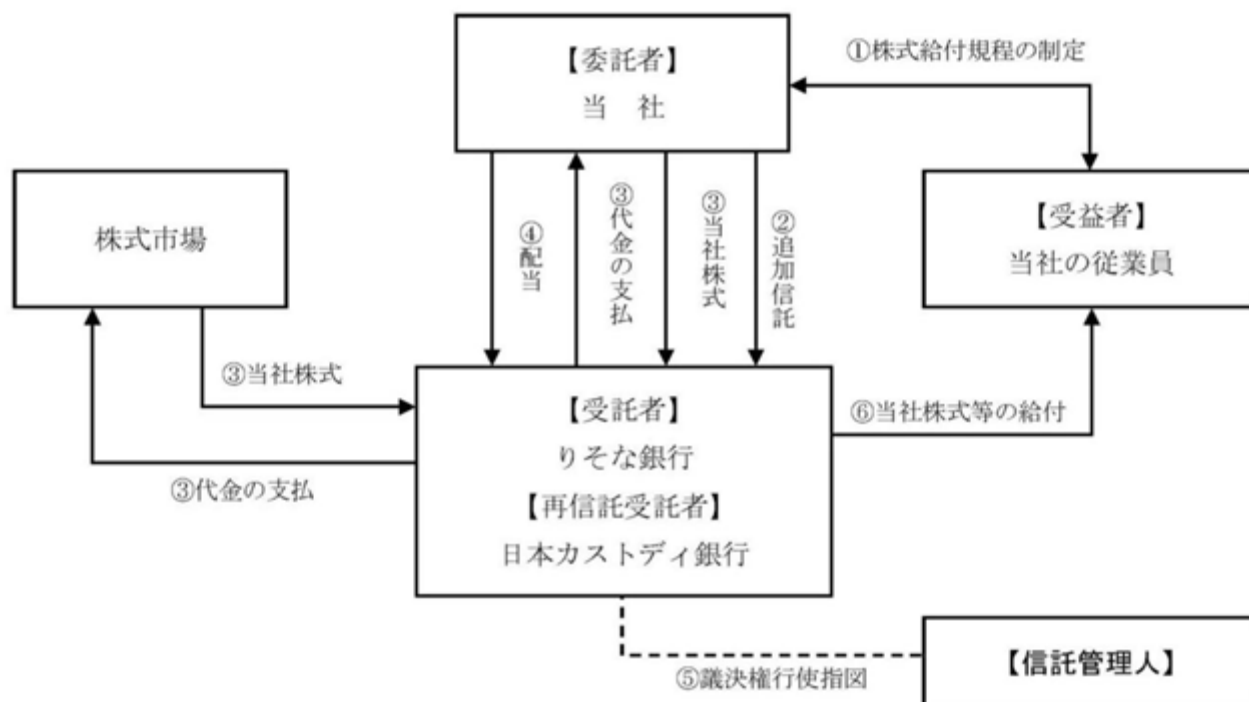 【委託者】
当　社
①株式給付規程の制定
株式市場
④配当
③代金の支払
③当社株式
②追加信託
【受益者】
当社の従業員
③当社株式
③代金の支払
【受託者】
りそな銀行
【再信託受託者】
日本カストディ銀行
⑥当社株式等の給付
⑤議決権行使指図
【信託管理人】